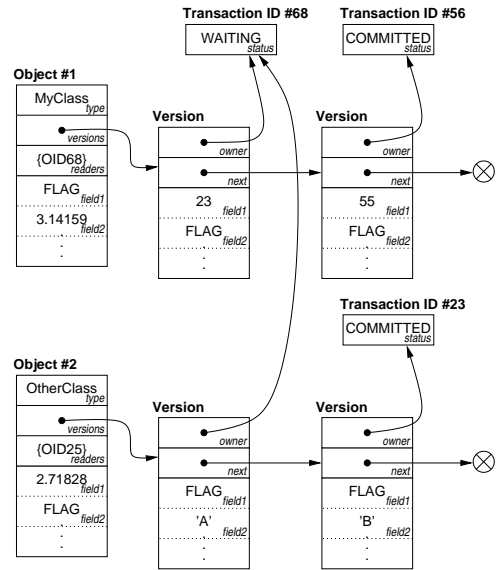 Transaction ID #68
WAITING
status
Transaction ID #56
COMMITTED
status
Object #1
MyClass
type
versions
{OID68}
readers
FLAG
field1
3.14159
field2
.
.
Version
owner
next
23
field1
FLAG
field2
.
.
Version
owner
next
55
field1
FLAG
field2
.
.
Transaction ID #23
COMMITTED
status
Object #2
OtherClass
type
versions
{OID25}
readers
2.71828
field1
FLAG
field2
.
.
Version
owner
next
FLAG
field1
'A'
field2
.
.
Version
owner
next
FLAG
field1
'B'
field2
.
.